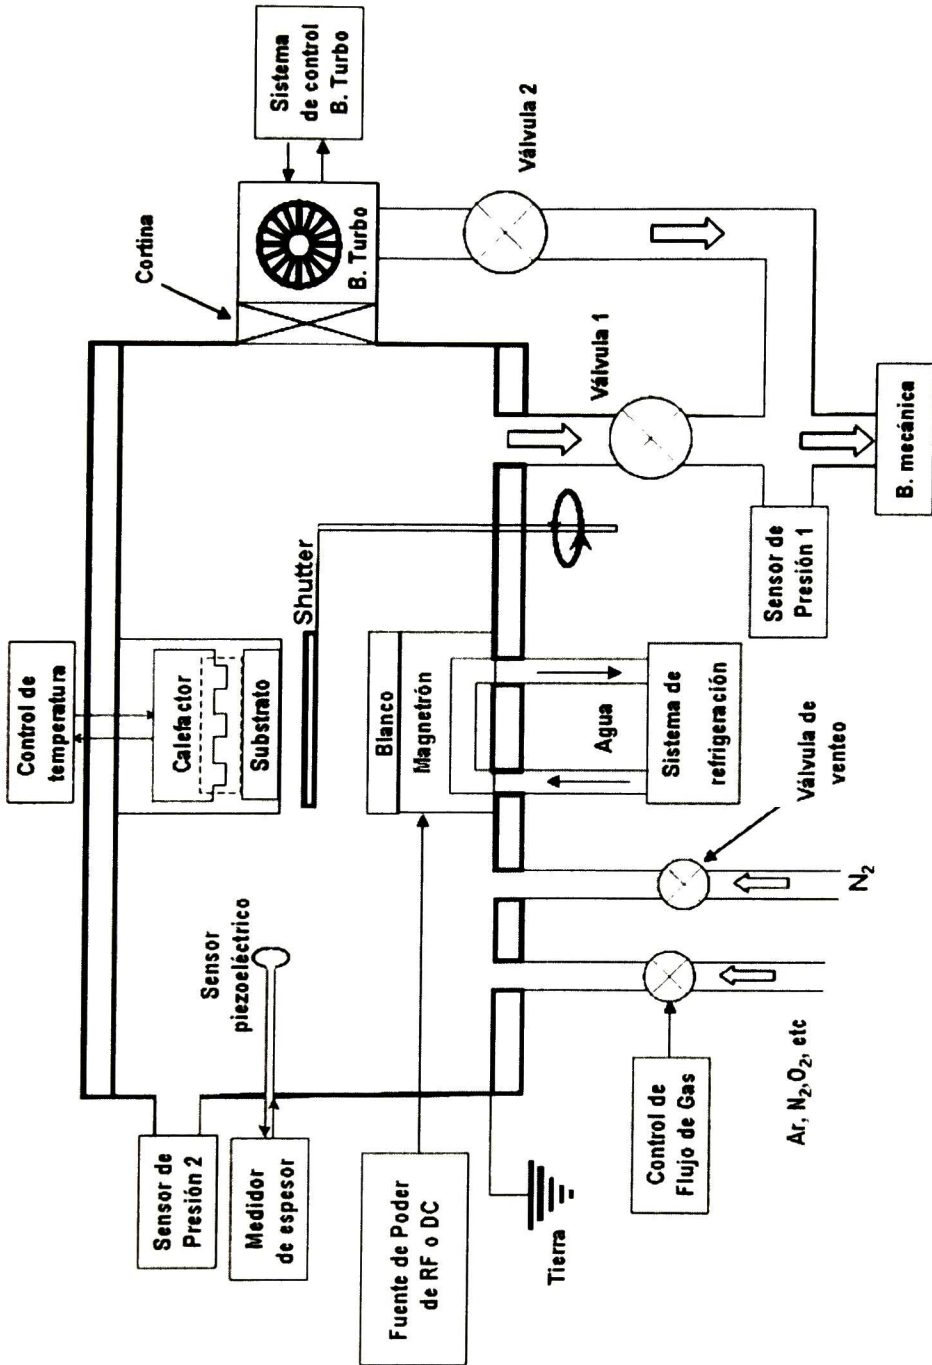 Control de
temperatura
Calefactor
Substrato
Shutter
Blanco
Magnetrón
Agua
Sistema de
refrigeración
Cortina
B. Turbo
Sistema
de control
B. Turbo
Válvula 2
Válvula 1
Sensor de
Presión 1
B. mecánica
Válvula de
venteo
N₂
Ar, N₂,O₂, etc
Control de
Flujo de Gas
Sensor
piezoeléctrico
Sensor de
Presión 2
Medidor
de espesor
Fuente de Poder
de RF o DC
Tierra